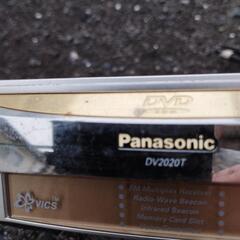 DVD
Panasonic
DV2020T
VICS
FM Multiplex Receiver
Radio Wave Beacon
Infrared Beacon
Memory Card Slot